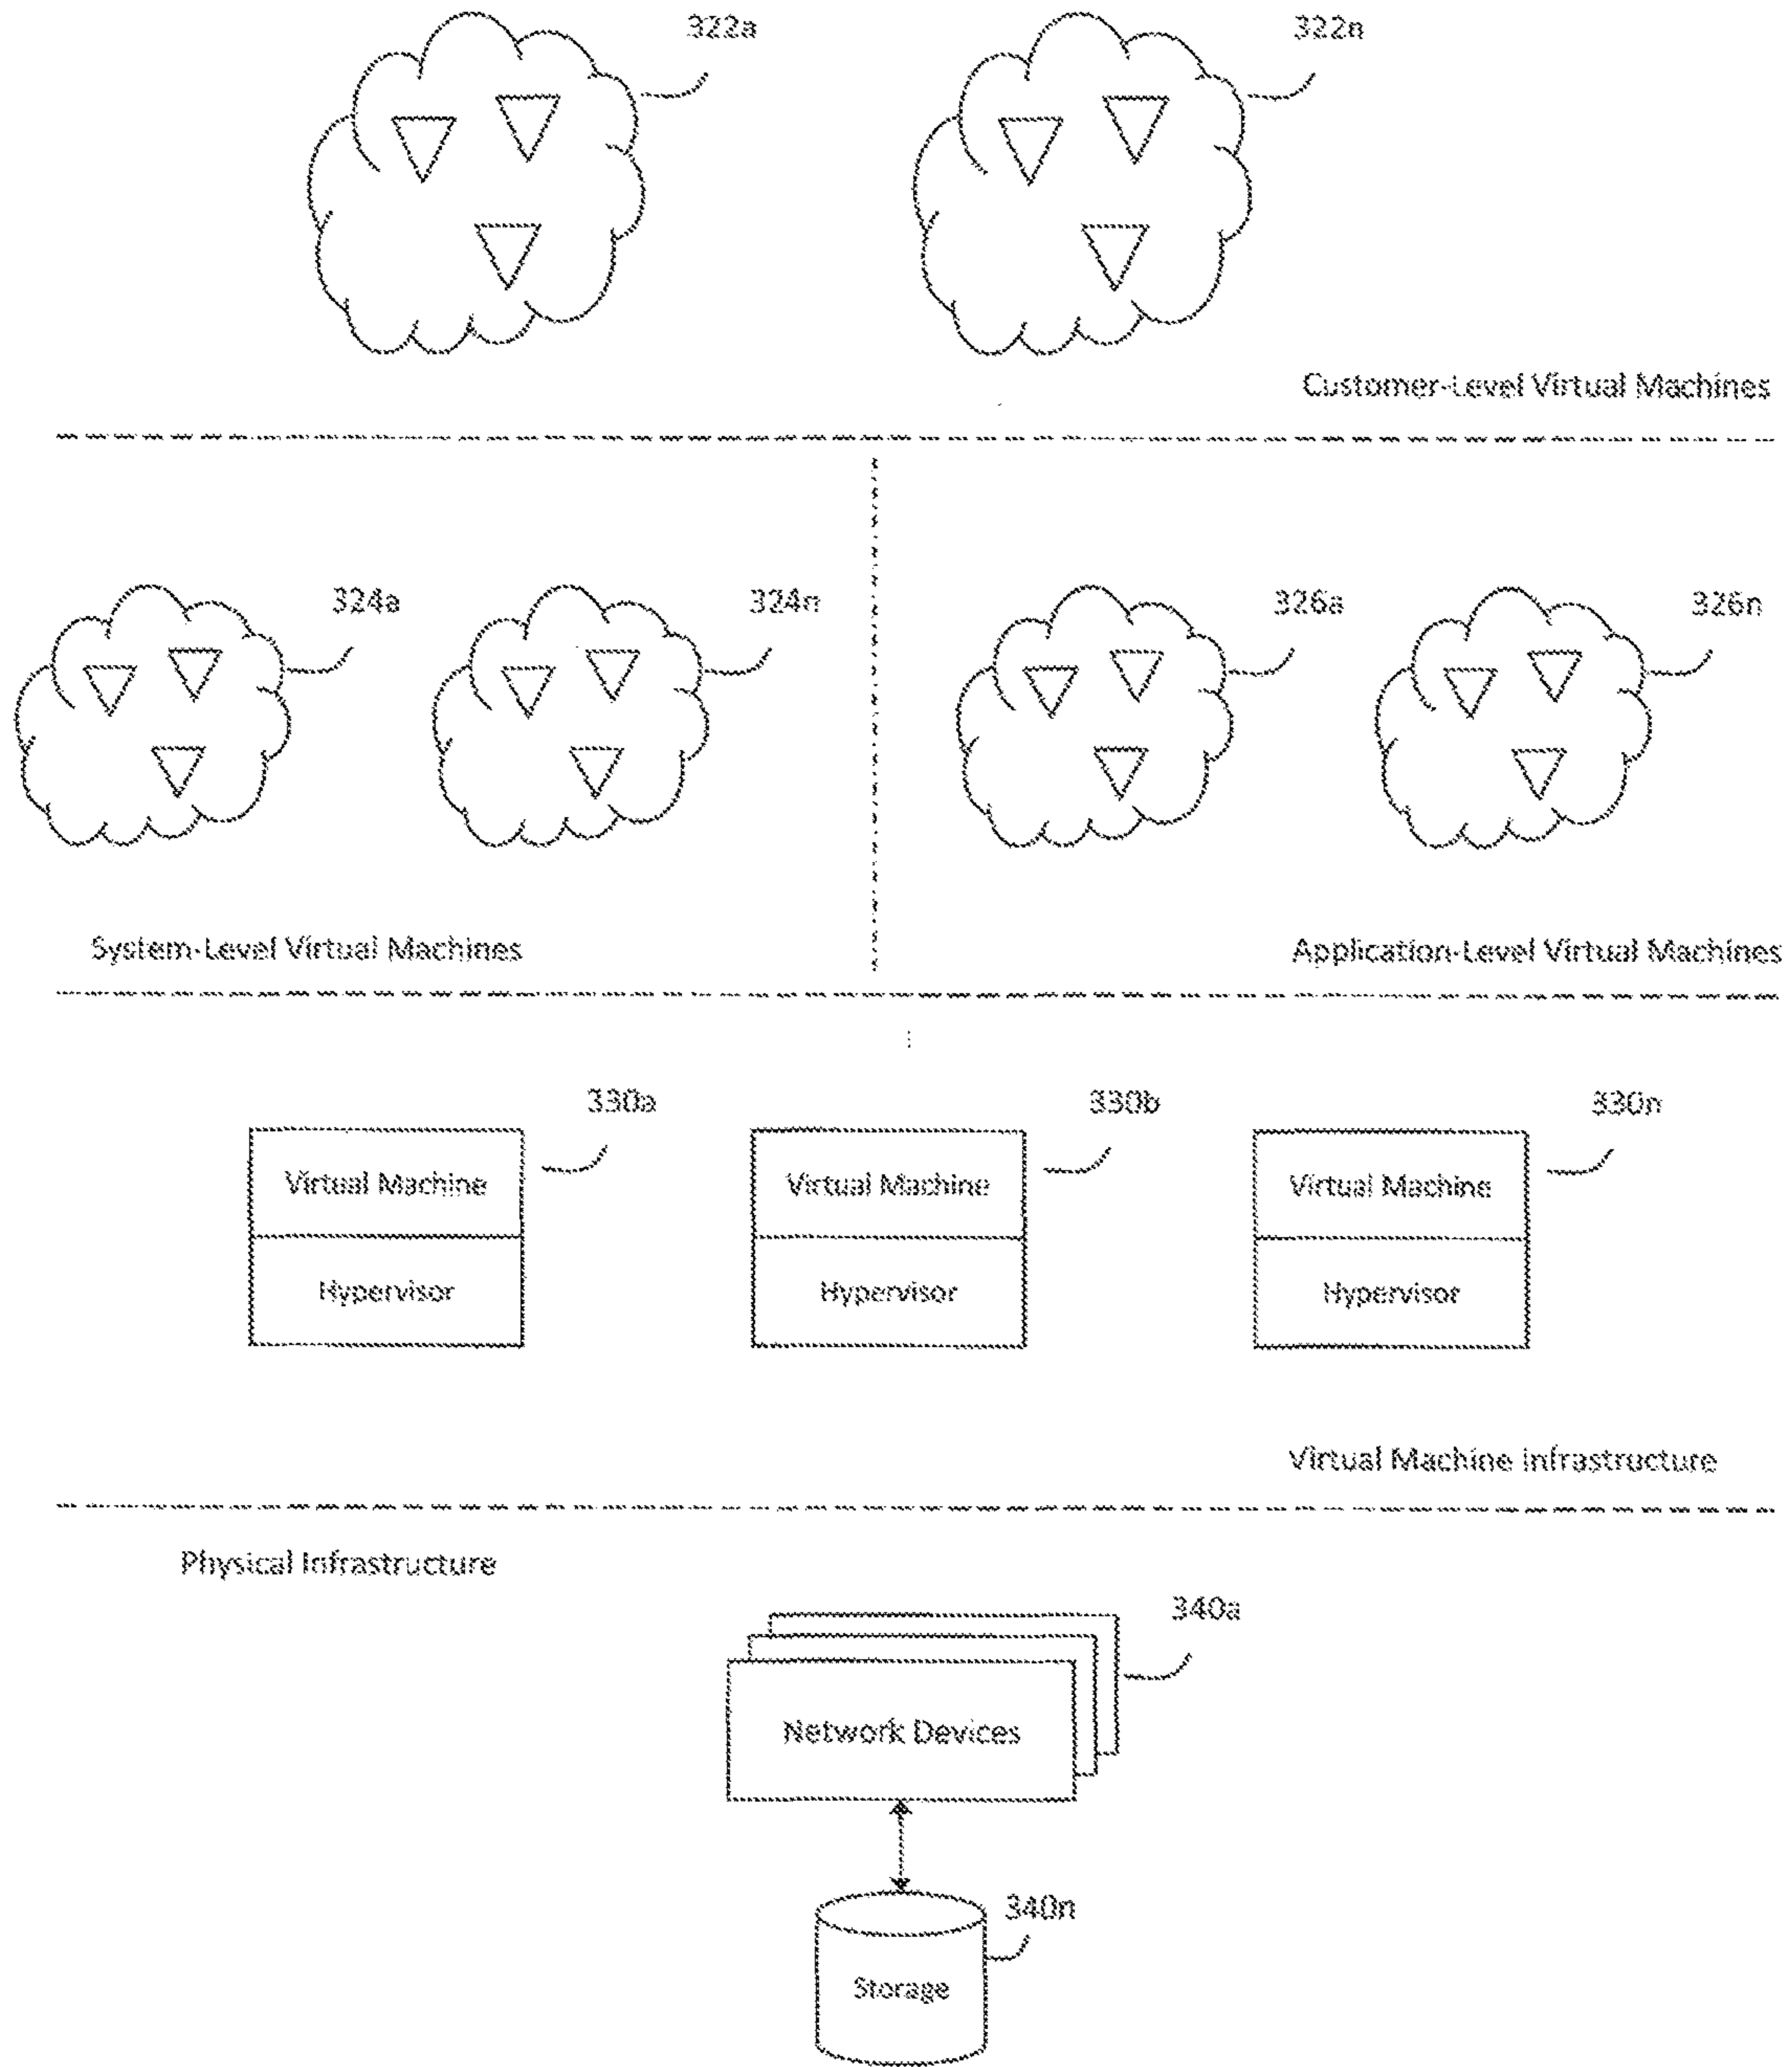 322a
322n
Customer-Level Virtual Machines
324a
324n
326a
326n
System-Level Virtual Machines
Application-Level Virtual Machines
330a
330b
330n
Virtual Machine
Hypervisor
Virtual Machine
Hypervisor
Virtual Machine
Hypervisor
Virtual Machine Infrastructure
Physical Infrastructure
340a
Network Devices
340n
Storage